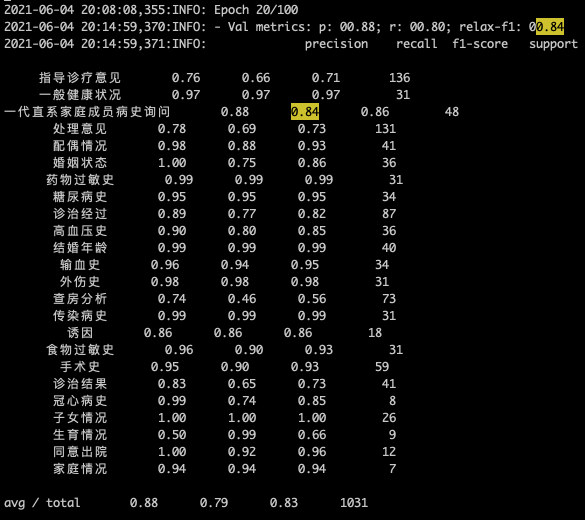 2021-06-04 20:08:08,355:INFO: Epoch 20/100
2021-06-04 20:14:59,370:INFO: - Val metrics: p: 00.88; r: 00.80; relax-f1: 00.84
2021-06-04 20:14:59,371:INFO: precision recall f1-score support
指导诊疗意见 0.76 0.66 0.71 136
一般健康状况 0.97 0.97 0.97 31
一代直系家庭成员病史询问 0.88 0.84 0.86 48
处理意见 0.78 0.69 0.73 131
配偶情况 0.98 0.88 0.93 41
婚姻状态 1.00 0.75 0.86 36
药物过敏史 0.99 0.99 0.99 31
糖尿病史 0.95 0.95 0.95 34
诊治经过 0.89 0.77 0.82 87
高血压史 0.90 0.80 0.85 36
结婚年龄 0.99 0.99 0.99 40
输血史 0.96 0.94 0.95 34
外伤史 0.98 0.98 0.98 31
查房分析 0.74 0.46 0.56 73
传染病史 0.99 0.99 0.99 31
诱因 0.86 0.86 0.86 18
食物过敏史 0.96 0.90 0.93 31
手术史 0.95 0.90 0.93 59
诊治结果 0.83 0.65 0.73 41
冠心病史 0.99 0.74 0.85 8
子女情况 1.00 1.00 1.00 26
生育情况 0.50 0.99 0.66 9
同意出院 1.00 0.92 0.96 12
家庭情况 0.94 0.94 0.94 7
avg / total 0.88 0.79 0.83 1031